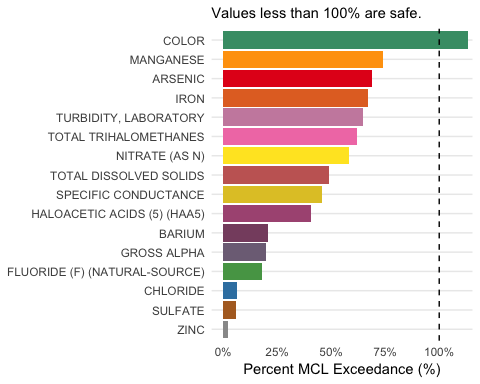 Values less than 100% are safe.
COLOR
MANGANESE
ARSENIC
IRON
TURBIDITY, LABORATORY
TOTAL TRIHALOMETHANES
NITRATE (AS N)
TOTAL DISSOLVED SOLIDS
SPECIFIC CONDUCTANCE
HALOACETIC ACIDS (5) (HAA5)
BARIUM
GROSS ALPHA
FLUORIDE (F) (NATURAL-SOURCE)
CHLORIDE
SULFATE
ZINC
0% 25% 50% 75% 100%
Percent MCL Exceedance (%)